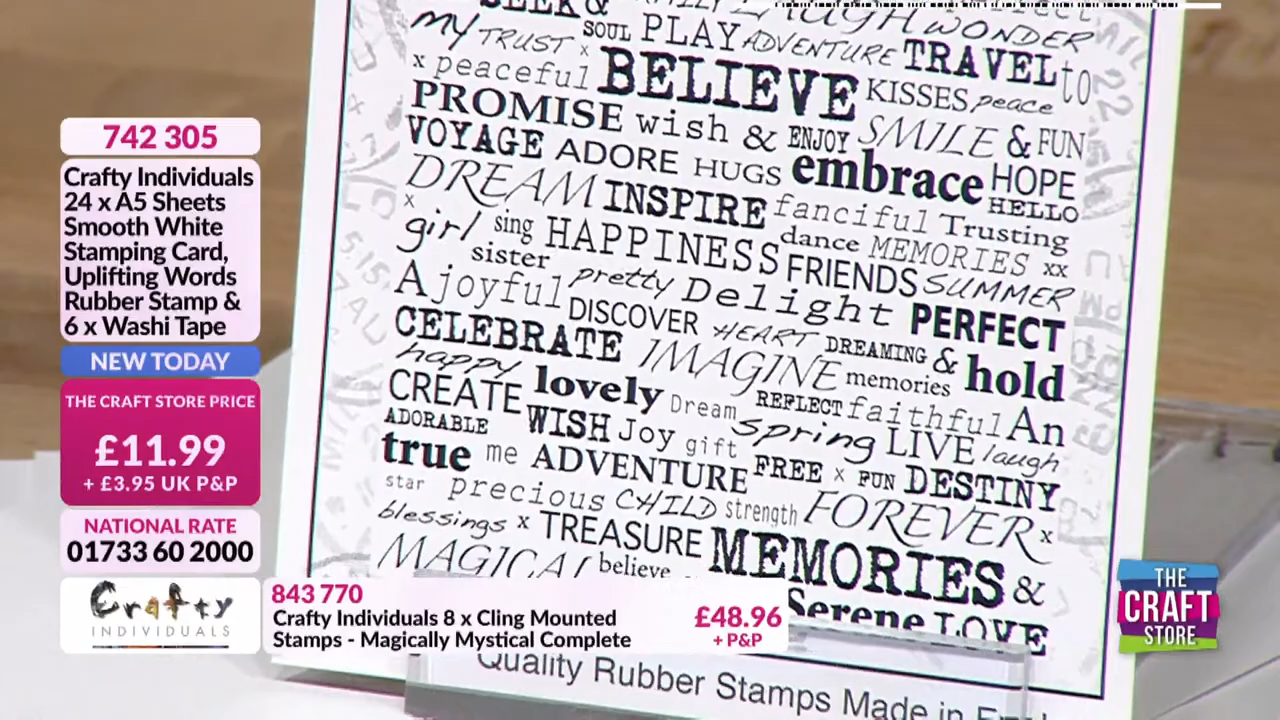 SEEK &
my TRUST x SOUL PLAY ADVENTURE LAUGH WONDER
x peaceful BELIEVE TRAVEL to
KISSES peace
PROMISE wish & ENJOY SMILE & FUN
VOYAGE ADORE HUGS embrace HOPE
HELLO
DREAM INSPIRE fanciful Trusting
x
girl sing HAPPINESS dance MEMORIES xx
sister pretty Delight FRIENDS SUMMER
A joyful DISCOVER HEART DREAMING & PERFECT
CELEBRATE IMAGINE memories hold
happy lovely Dream REFLECT faithful An
CREATE WISH Joy gift spring LIVE laugh
ADORABLE
true me ADVENTURE FREE x FUN DESTINY
star precious CHILD strength FOREVER x
blessings x TREASURE MEMORIES &
MAGICAL believe
Serene LOVE
Quality Rubber Stamps Made in
742 305
Crafty Individuals
24 x A5 Sheets
Smooth White
Stamping Card,
Uplifting Words
Rubber Stamp &
6 x Washi Tape
NEW TODAY
THE CRAFT STORE PRICE
£11.99
+ £3.95 UK P&P
NATIONAL RATE
01733 60 2000
Crafty
INDIVIDUALS
843 770
Crafty Individuals 8 x Cling Mounted
Stamps - Magically Mystical Complete
£48.96
+ P&P
THE
CRAFT
STORE